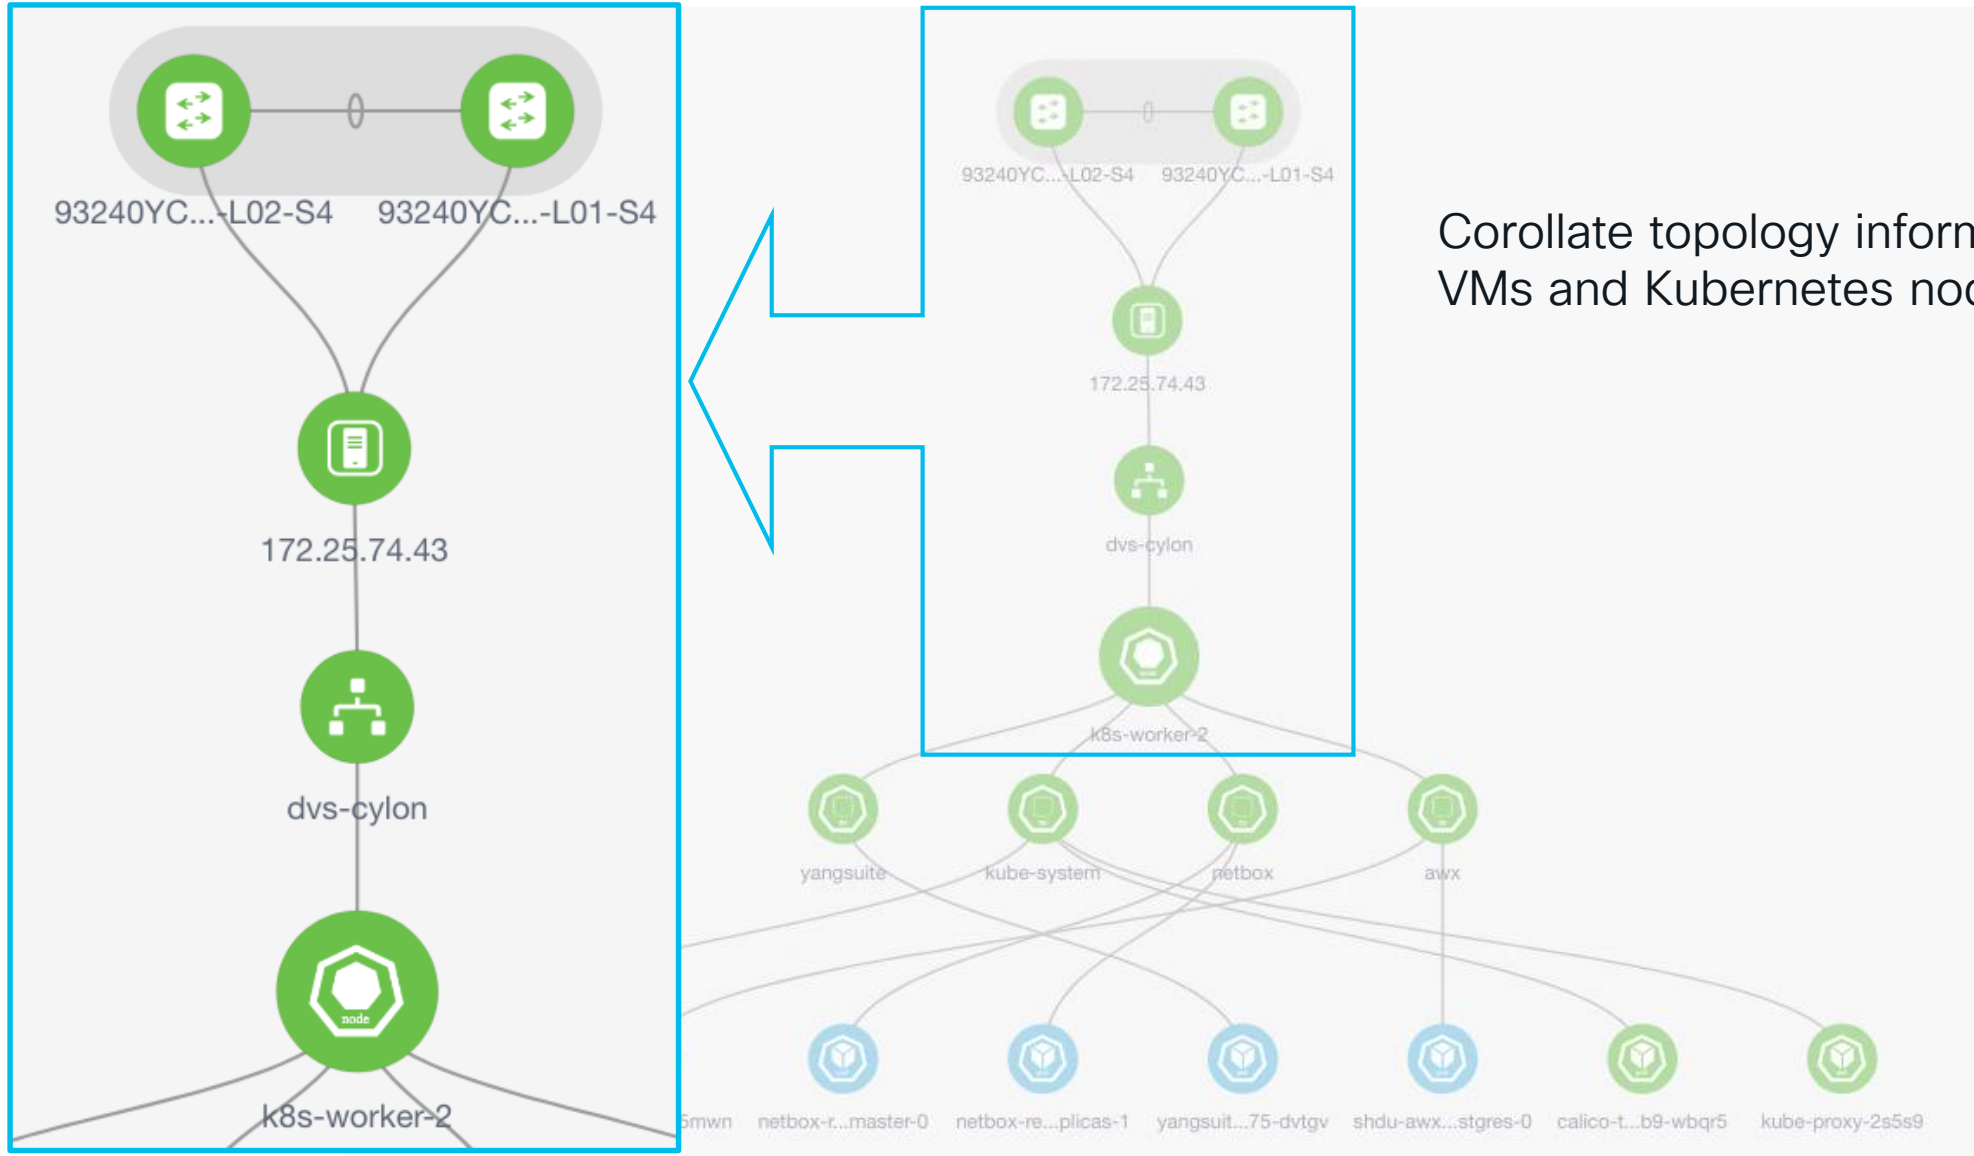 93240YC...-L02-S4 93240YC...-L01-S4
172.25.74.43
dvs-cylon
node
k8s-worker-2
93240YC...-L02-S4 93240YC...-L01-S4
172.25.74.43
dvs-cylon
k8s-worker-2
yangsuite kube-system netbox awx
5mwn netbox-r...master-0 netbox-re...plicas-1 yangsuit...75-dvtgv shdu-awx...stgres-0 calico-t...b9-wbqr5 kube-proxy-2s5s9
Corollate topology inform
VMs and Kubernetes no